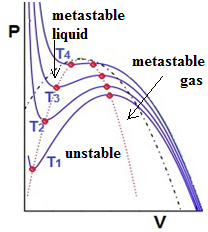 P
metastable
liquid
T4
metastable
gas
T3
T2
unstable
T1
V